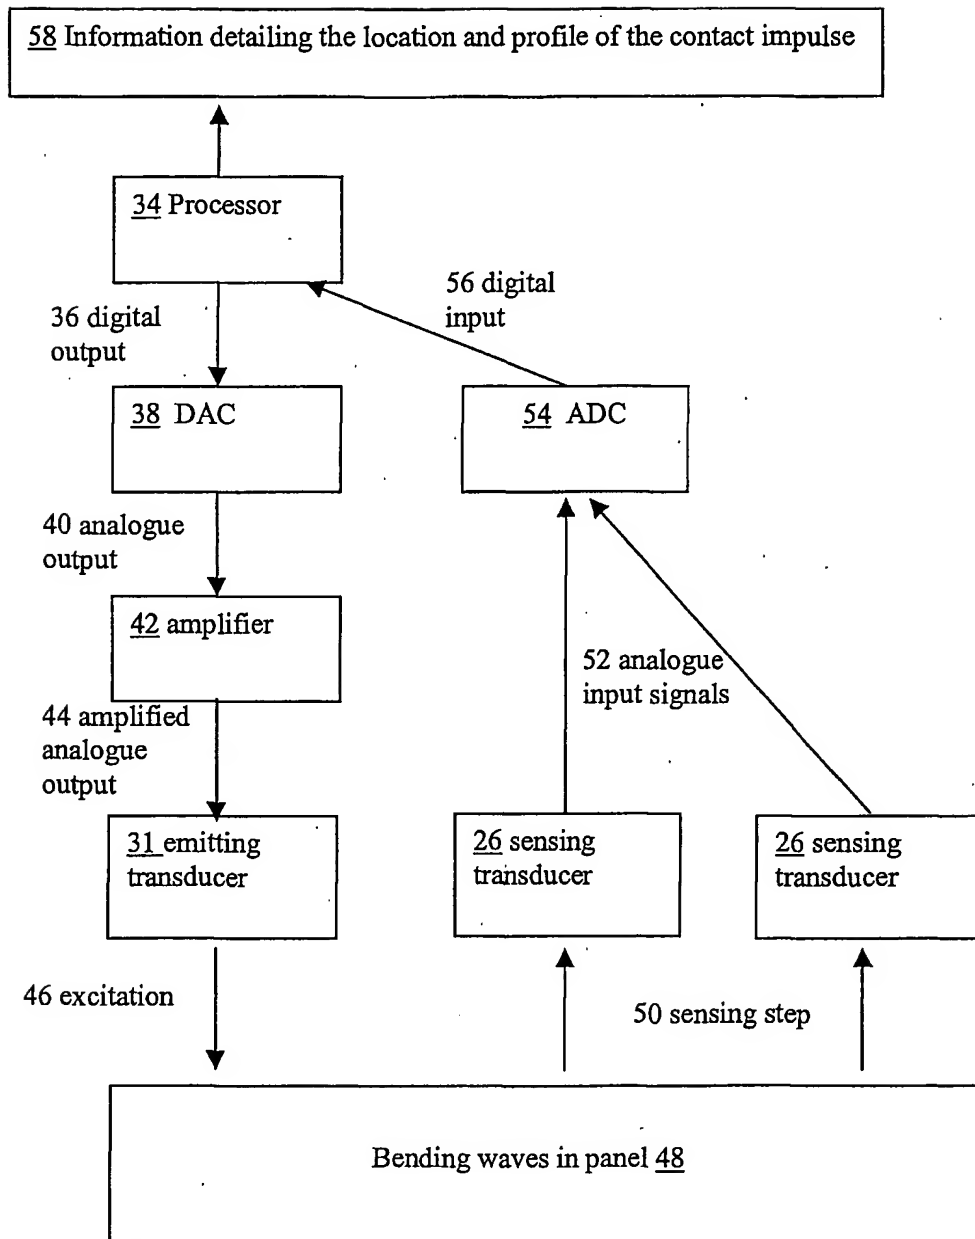 58 Information detailing the location and profile of the contact impulse
34 Processor
56 digital
input
36 digital
output
38 DAC
54 ADC
40 analogue
output
42 amplifier
52 analogue
input signals
44 amplified
analogue
output
31 emitting
transducer
26 sensing
transducer
26 sensing
transducer
46 excitation
50 sensing step
Bending waves in panel 48